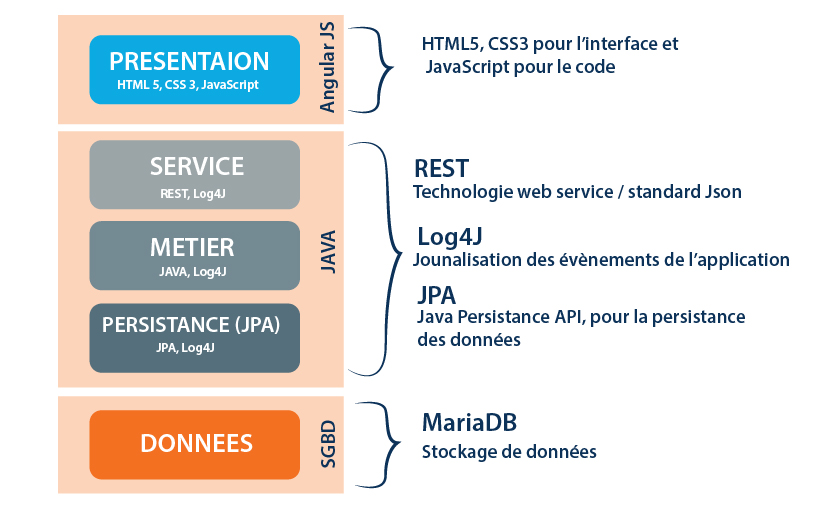 PRESENTAION
HTML 5, CSS 3, JavaScript
Angular JS
HTML5, CSS3 pour l'interface et
JavaScript pour le code
SERVICE
REST, Log4J
METIER
JAVA, Log4J
PERSISTANCE (JPA)
JPA, Log4J
JAVA
REST
Technologie web service / standard Json
Log4J
Jounalisation des évènements de l'application
JPA
Java Persistance API, pour la persistance
des données
DONNEES
SGBD
MariaDB
Stockage de données